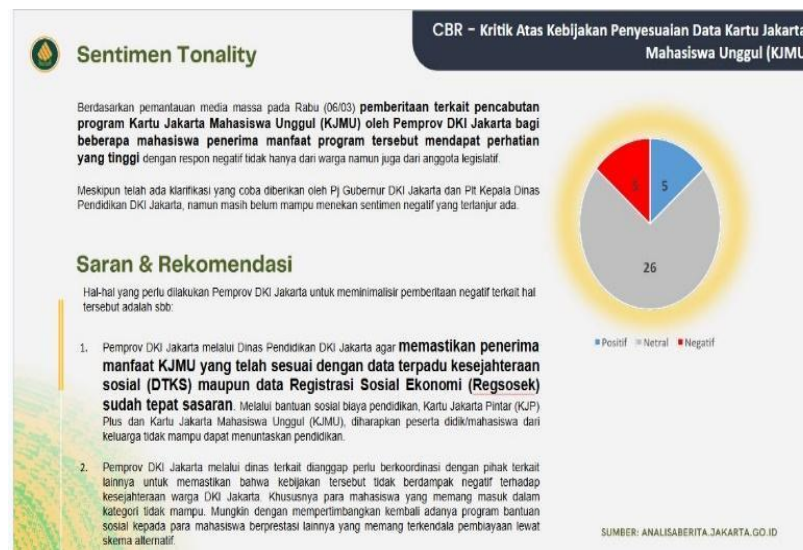 CBR – Kritik Atas Kebijakan Penyesuaian Data Kartu Jakarta
Mahasiswa Unggul (KJMU
Sentimen Tonality
Berdasarkan pemantauan media massa pada Rabu (06/03) pemberitaan terkait pencabutan
program Kartu Jakarta Mahasiswa Unggul (KJMU) oleh Pemprov DKI Jakarta bagi
beberapa mahasiswa penerima manfaat program tersebut mendapat perhatian
yang tinggi dengan respon negatif tidak hanya dari warga namun juga dari anggota legislatif.
Meskipun telah ada klarifikasi yang coba diberikan oleh Pj Gubernur DKI Jakarta dan Plt Kepala Dinas
Pendidikan DKI Jakarta, namun masih belum mampu menekan sentimen negatif yang terlanjur ada.
Saran & Rekomendasi
Hal-hal yang perlu dilakukan Pemprov DKI Jakarta untuk meminimalisir pemberitaan negatif terkait hal
tersebut adalah sbb:
1. Pemprov DKI Jakarta melalui Dinas Pendidikan DKI Jakarta agar memastikan penerima
manfaat KJMU yang telah sesuai dengan data terpadu kesejahteraan
sosial (DTKS) maupun data Registrasi Sosial Ekonomi (Regsosek)
sudah tepat sasaran. Melalui bantuan sosial biaya pendidikan, Kartu Jakarta Pintar (KJP)
Plus dan Kartu Jakarta Mahasiswa Unggul (KJMU), diharapkan peserta didik/mahasiswa dari
keluarga tidak mampu dapat menuntaskan pendidikan.
2. Pemprov DKI Jakarta melalui dinas terkait dianggap perlu berkoordinasi dengan pihak terkait
lainnya untuk memastikan bahwa kebijakan tersebut tidak berdampak negatif terhadap
kesejahteraan warga DKI Jakarta. Khususnya para mahasiswa yang memang masuk dalam
kategori tidak mampu. Mungkin dengan mempertimbangkan kembali adanya program bantuan
sosial kepada para mahasiswa berprestasi lainnya yang memang terkendala pembiayaan lewat
skema alternatif.
5
5
26
Positif Netral Negatif
SUMBER: ANALISABERITA.JAKARTA.GO.ID